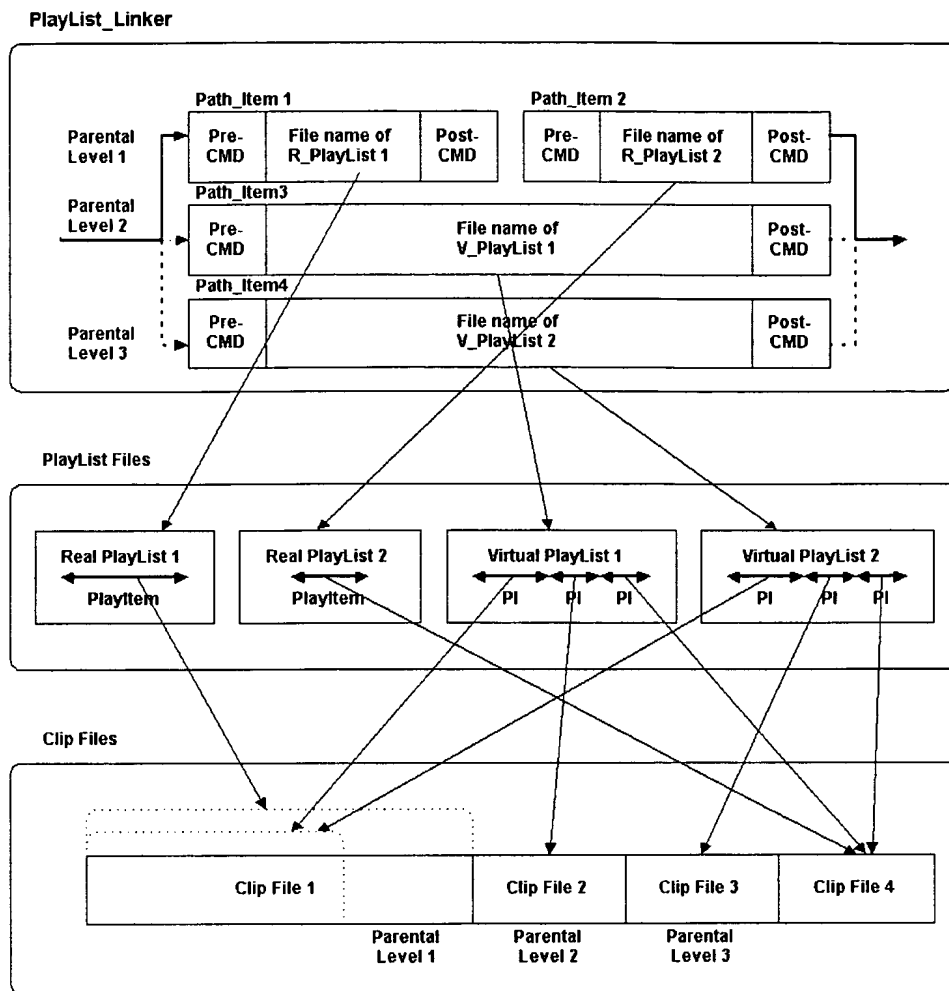 PlayList_Linker
Path_Item 1
Path_Item 2
Parental
Level 1
Pre-
CMD
File name of
R_PlayList 1
Post-
CMD
Pre-
CMD
File name of
R_PlayList 2
Post-
CMD
Path_Item3
Parental
Level 2
Pre-
CMD
File name of
V_PlayList 1
Post-
CMD
Path_Item4
Parental
Level 3
Pre-
CMD
File name of
V_PlayList 2
Post-
CMD
PlayList Files
Real PlayList 1
PlayItem
Real PlayList 2
PlayItem
Virtual PlayList 1
PI PI PI
Virtual PlayList 2
PI PI PI
Clip Files
Clip File 1
Clip File 2
Clip File 3
Clip File 4
Parental
Level 1
Parental
Level 2
Parental
Level 3